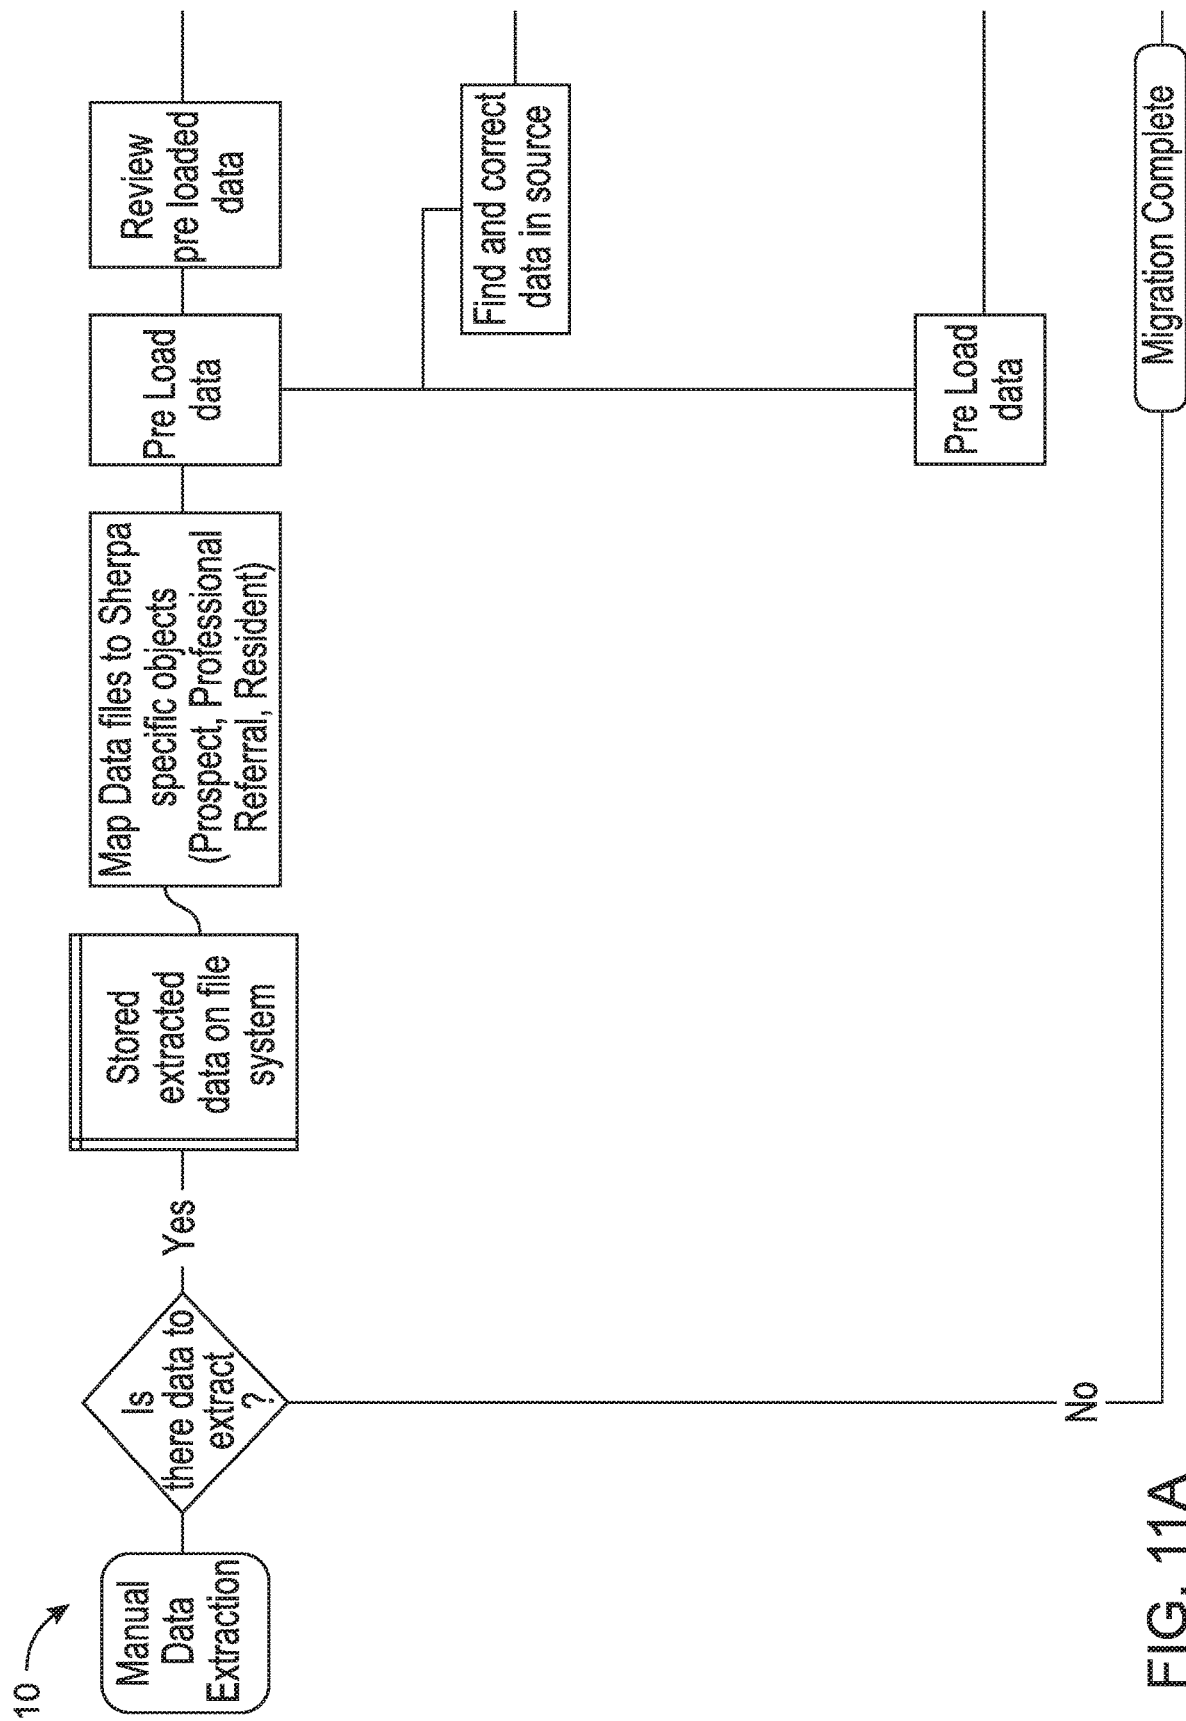 10
Manual
Data
Extraction
Is
there data to
extract
?
Yes
Stored
extracted
data on file
system
Map Data files to Sherpa
specific objects
(Prospect, Professional
Referral, Resident)
Pre Load
data
Review
pre loaded
data
Find and correct
data in source
Pre Load
data
No
Migration Complete
FIG. 11A